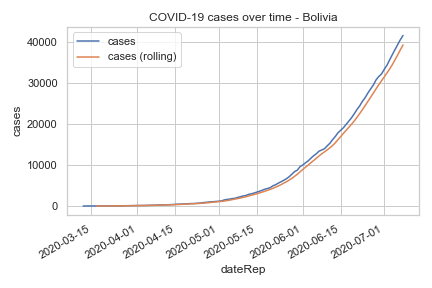 COVID-19 cases over time - Bolivia
cases
cases (rolling)
40000
30000
20000
10000
0
cases
2020-03-15
2020-04-01
2020-04-15
2020-05-01
2020-05-15
2020-06-01
2020-06-15
2020-07-01
dateRep